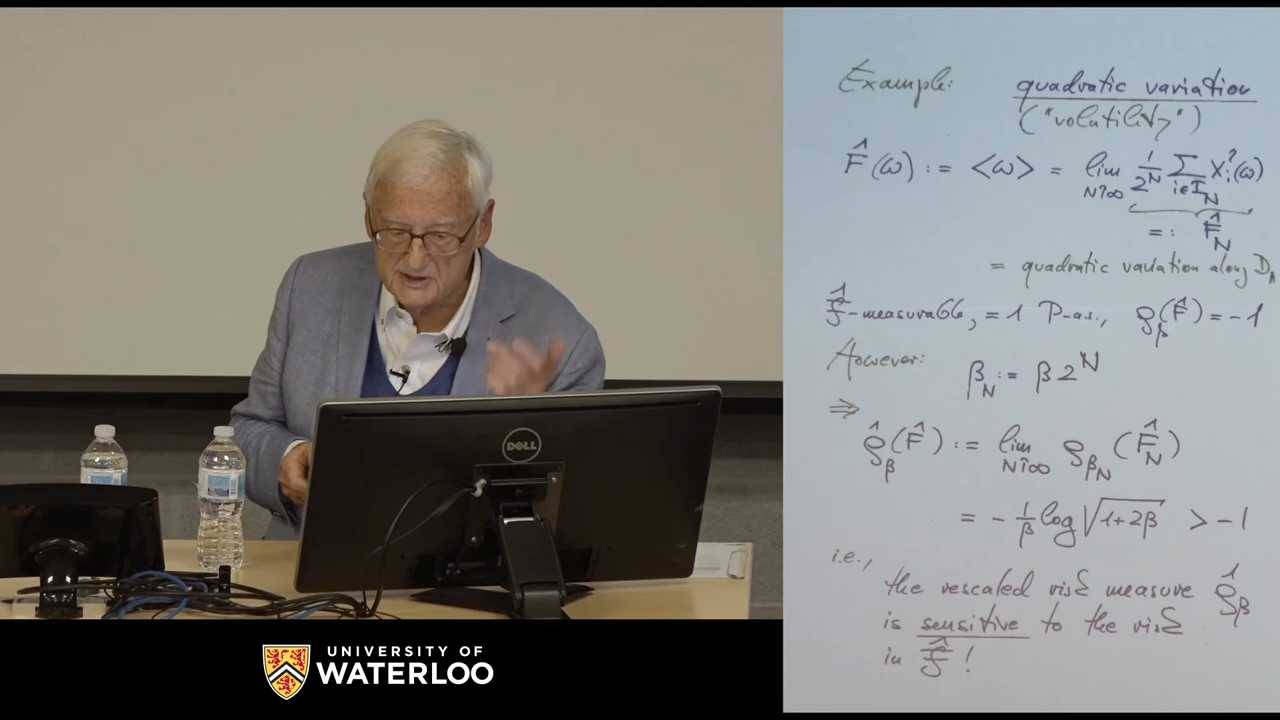 Example: quadratic variation
("volatility")
F̂(ω) := <ω> = lim_{N↑∞} 1/2^N Σ_{i∈I_N} X_i²(ω)
=: F̂_N
= quadratic variation along D_N
F̂-measurable, = 1 P-a.s., ρ_β(F̂) = -1
However: β_N := β 2^N
⇒
ρ̂_β(F̂) := lim_{N↑∞} ρ_{β_N}(F̂_N)
= - 1/β log √(1+2β) > -1
i.e.,
the rescaled risk measure ρ̂_β
is sensitive to the risk
in F̂ !
DELL
UNIVERSITY OF
WATERLOO